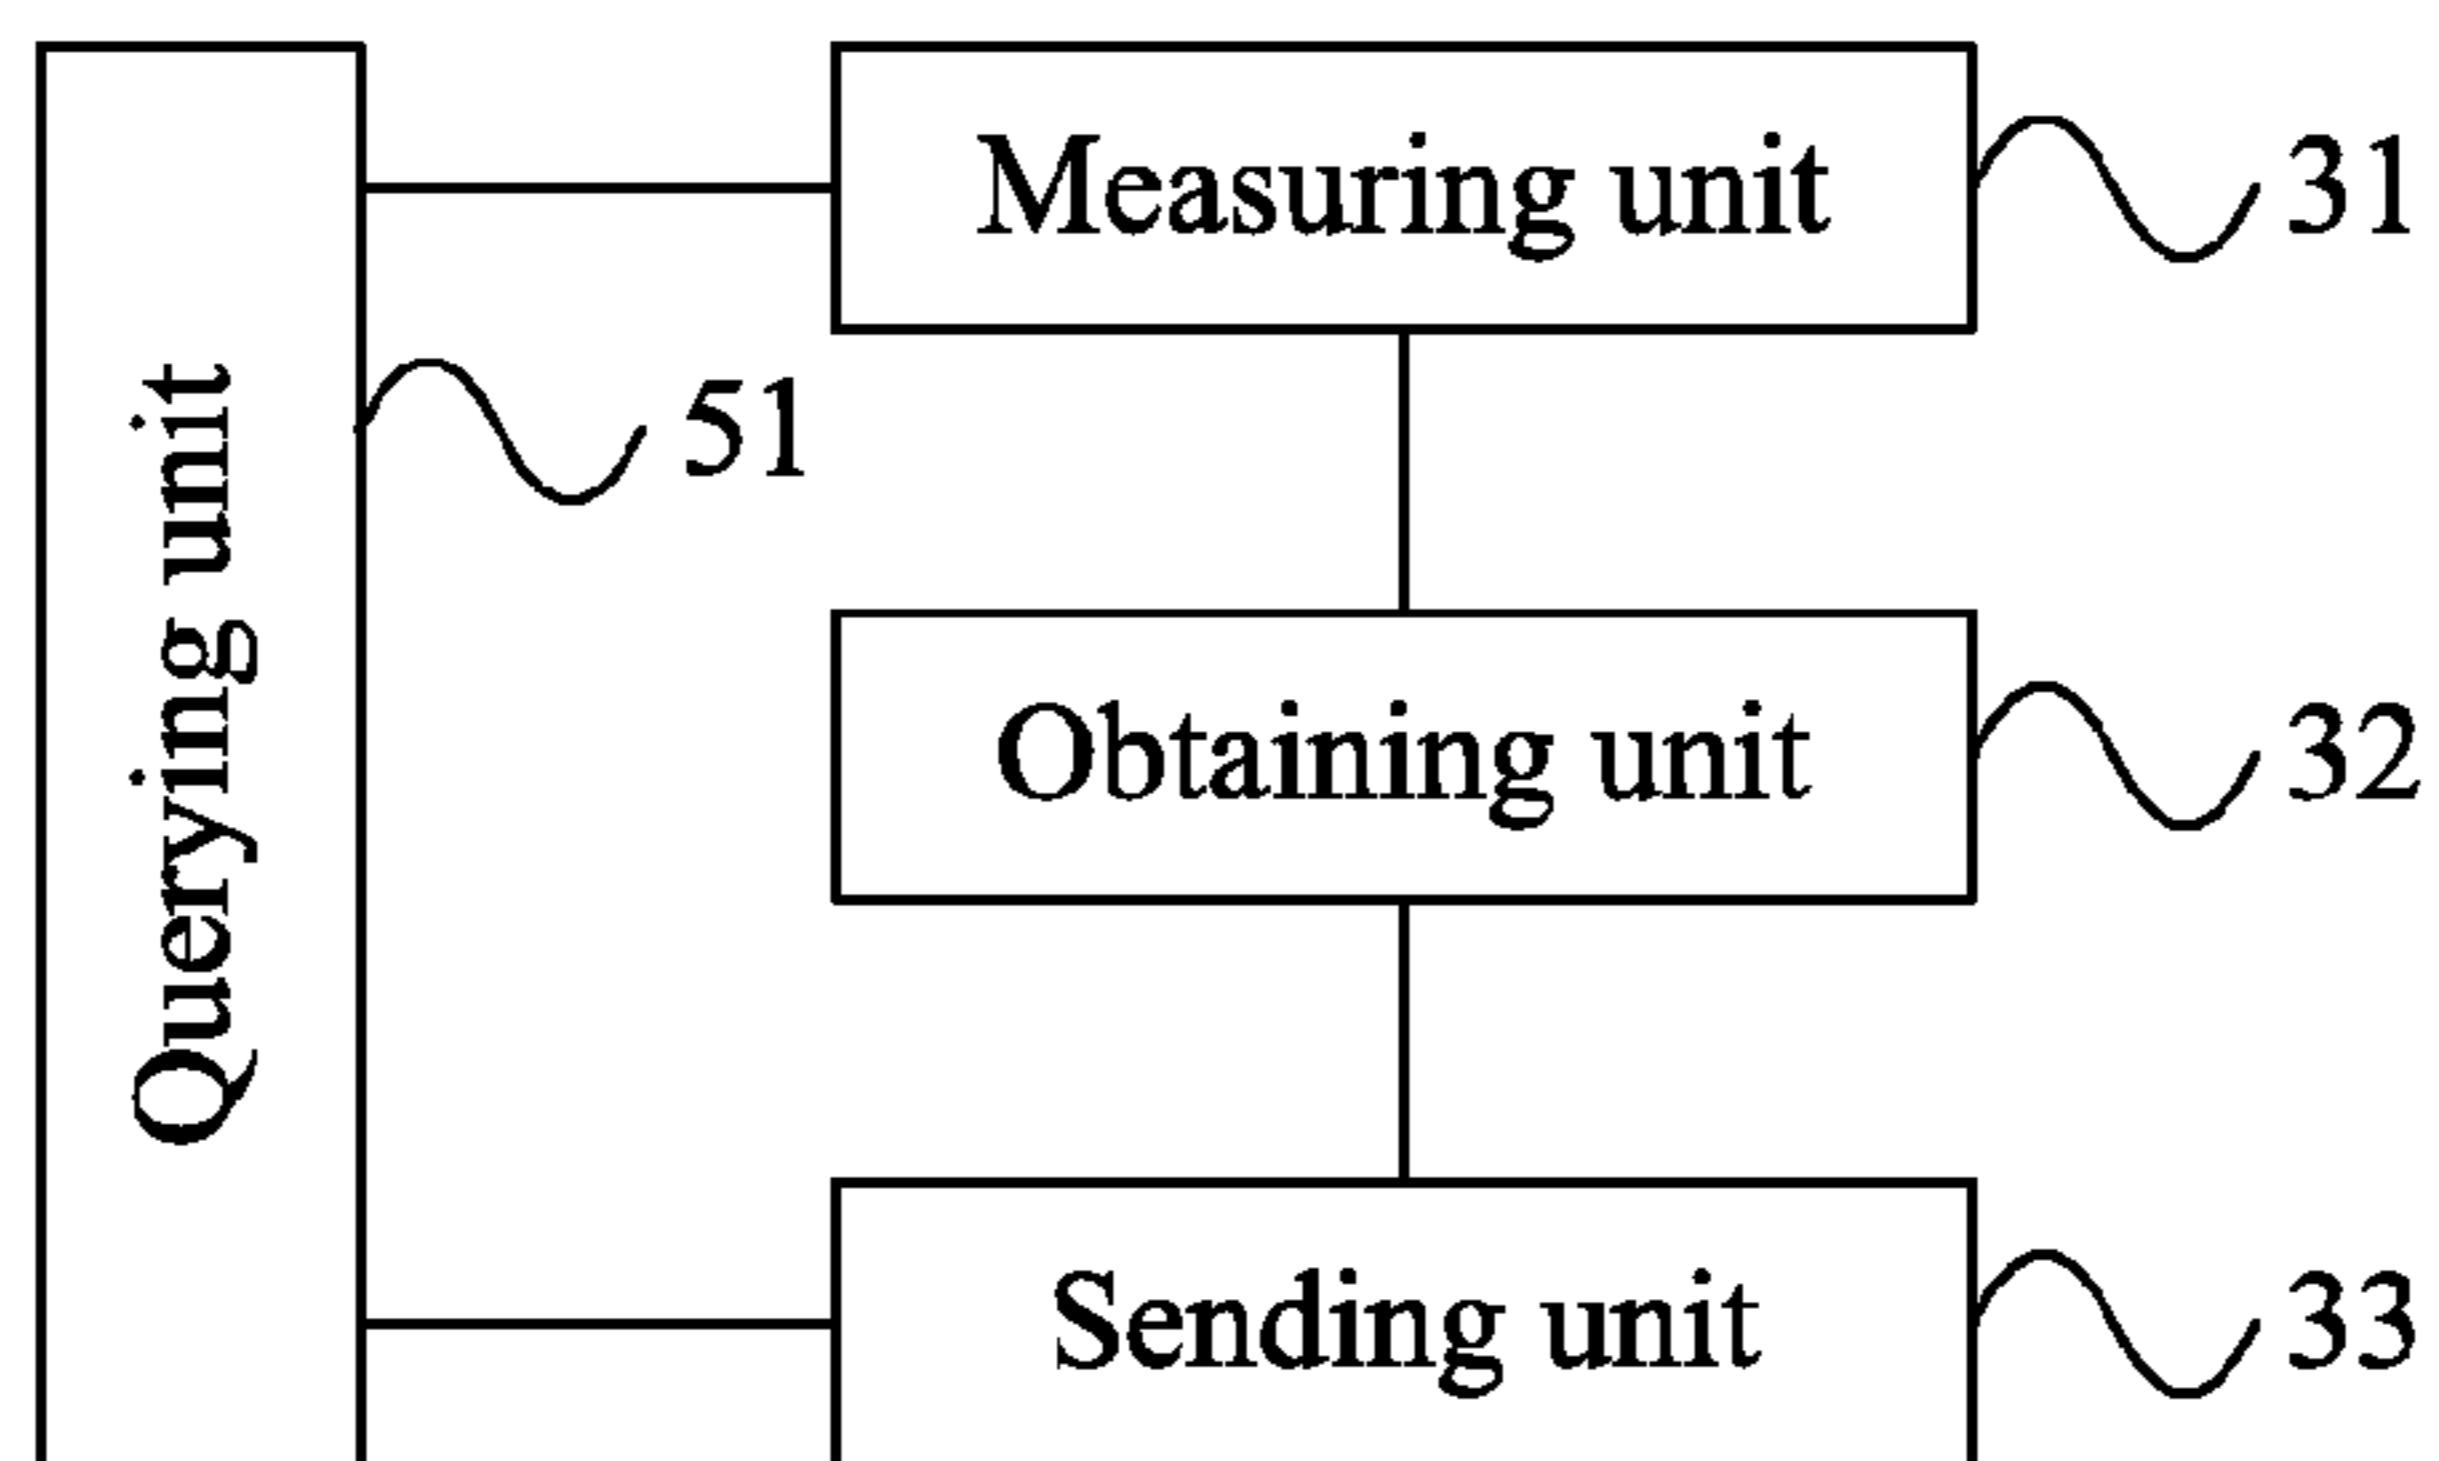 Querying unit
51
Measuring unit
31
Obtaining unit
32
Sending unit
33